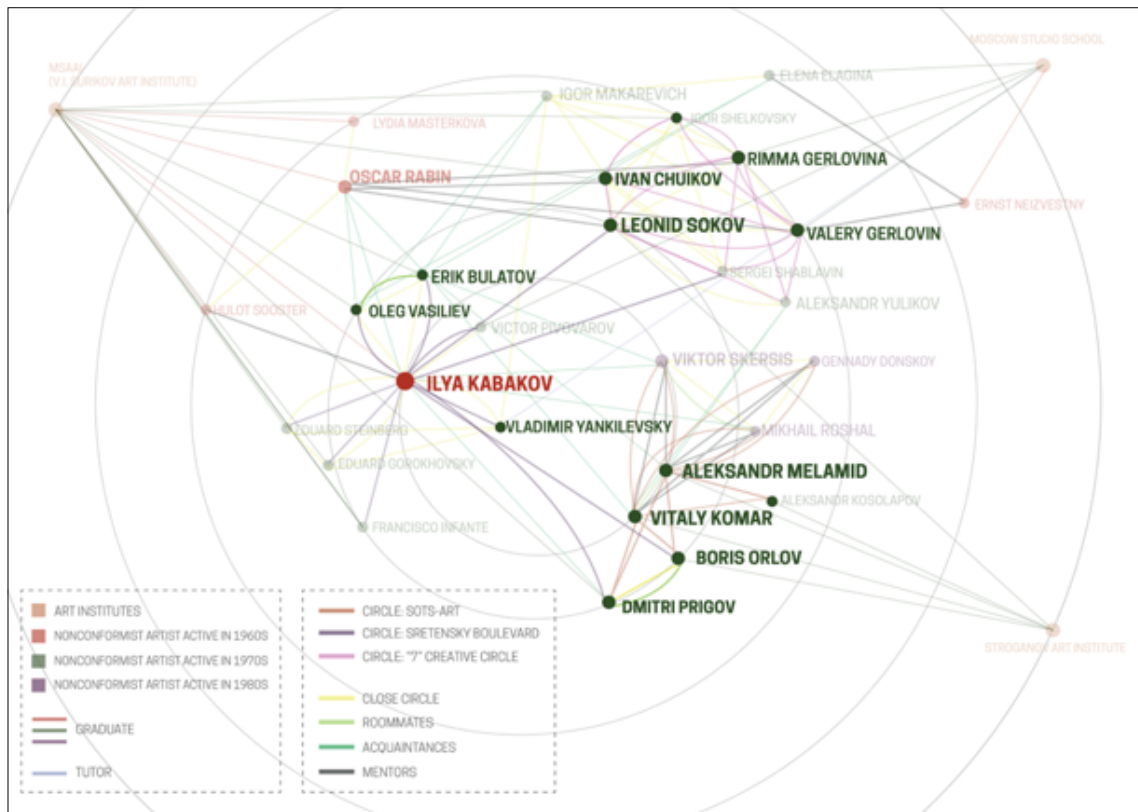 MOSCOW STUDIO SCHOOL
MSAAI
(V.I. SURIKOV ART INSTITUTE)
ELENA ELAGINA
IGOR MAKAREVICH
LYDIA MASTERKOVA
IGOR SHELKOVSKY
RIMMA GERLOVINA
OSCAR RABIN
IVAN CHUIKOV
ERNST NEIZVESTNY
LEONID SOKOV
VALERY GERLOVIN
ERIK BULATOV
SERGEI SHABLAVIN
OLEG VASILIEV
ALEKSANDR YULIKOV
HULOT SOOSTER
VICTOR PIVOVAROV
VIKTOR SKERSIS
GENNADY DONSKOY
ILYA KABAKOV
VLADIMIR YANKILEVSKY
EDUARD STEINBERG
MIKHAIL ROSHAL
EDUARD GOROKHOVSKY
ALEKSANDR MELAMID
ALEKSANDR KOSOLAPOV
VITALY KOMAR
FRANCISCO INFANTE
BORIS ORLOV
DMITRI PRIGOV
STROGANOV ART INSTITUTE
ART INSTITUTES
NONCONFORMIST ARTIST ACTIVE IN 1960S
NONCONFORMIST ARTIST ACTIVE IN 1970S
NONCONFORMIST ARTIST ACTIVE IN 1980S
GRADUATE
TUTOR
CIRCLE: SOTS-ART
CIRCLE: SRETENSKY BOULEVARD
CIRCLE: "7" CREATIVE CIRCLE
CLOSE CIRCLE
ROOMMATES
ACQUAINTANCES
MENTORS